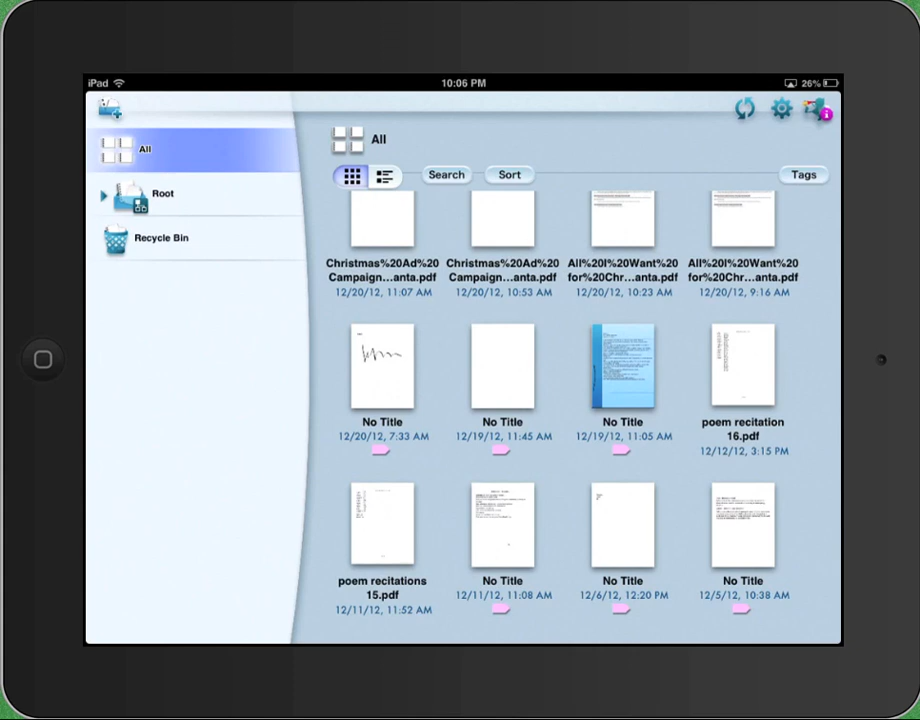 iPad
10:06 PM
26%
All
Root
Recycle Bin
All
Search
Sort
Tags
Christmas%20Ad%20
Campaign...anta.pdf
12/20/12, 11:07 AM
Christmas%20Ad%20
Campaign...anta.pdf
12/20/12, 10:53 AM
All%20I%20Want%20
for%20Chr...anta.pdf
12/20/12, 10:23 AM
All%20I%20Want%20
for%20Chr...anta.pdf
12/20/12, 9:16 AM
No Title
12/20/12, 7:33 AM
No Title
12/19/12, 11:45 AM
No Title
12/19/12, 11:05 AM
poem recitation
16.pdf
12/12/12, 3:15 PM
poem recitations
15.pdf
12/11/12, 11:52 AM
No Title
12/11/12, 11:08 AM
No Title
12/6/12, 12:20 PM
No Title
12/5/12, 10:38 AM